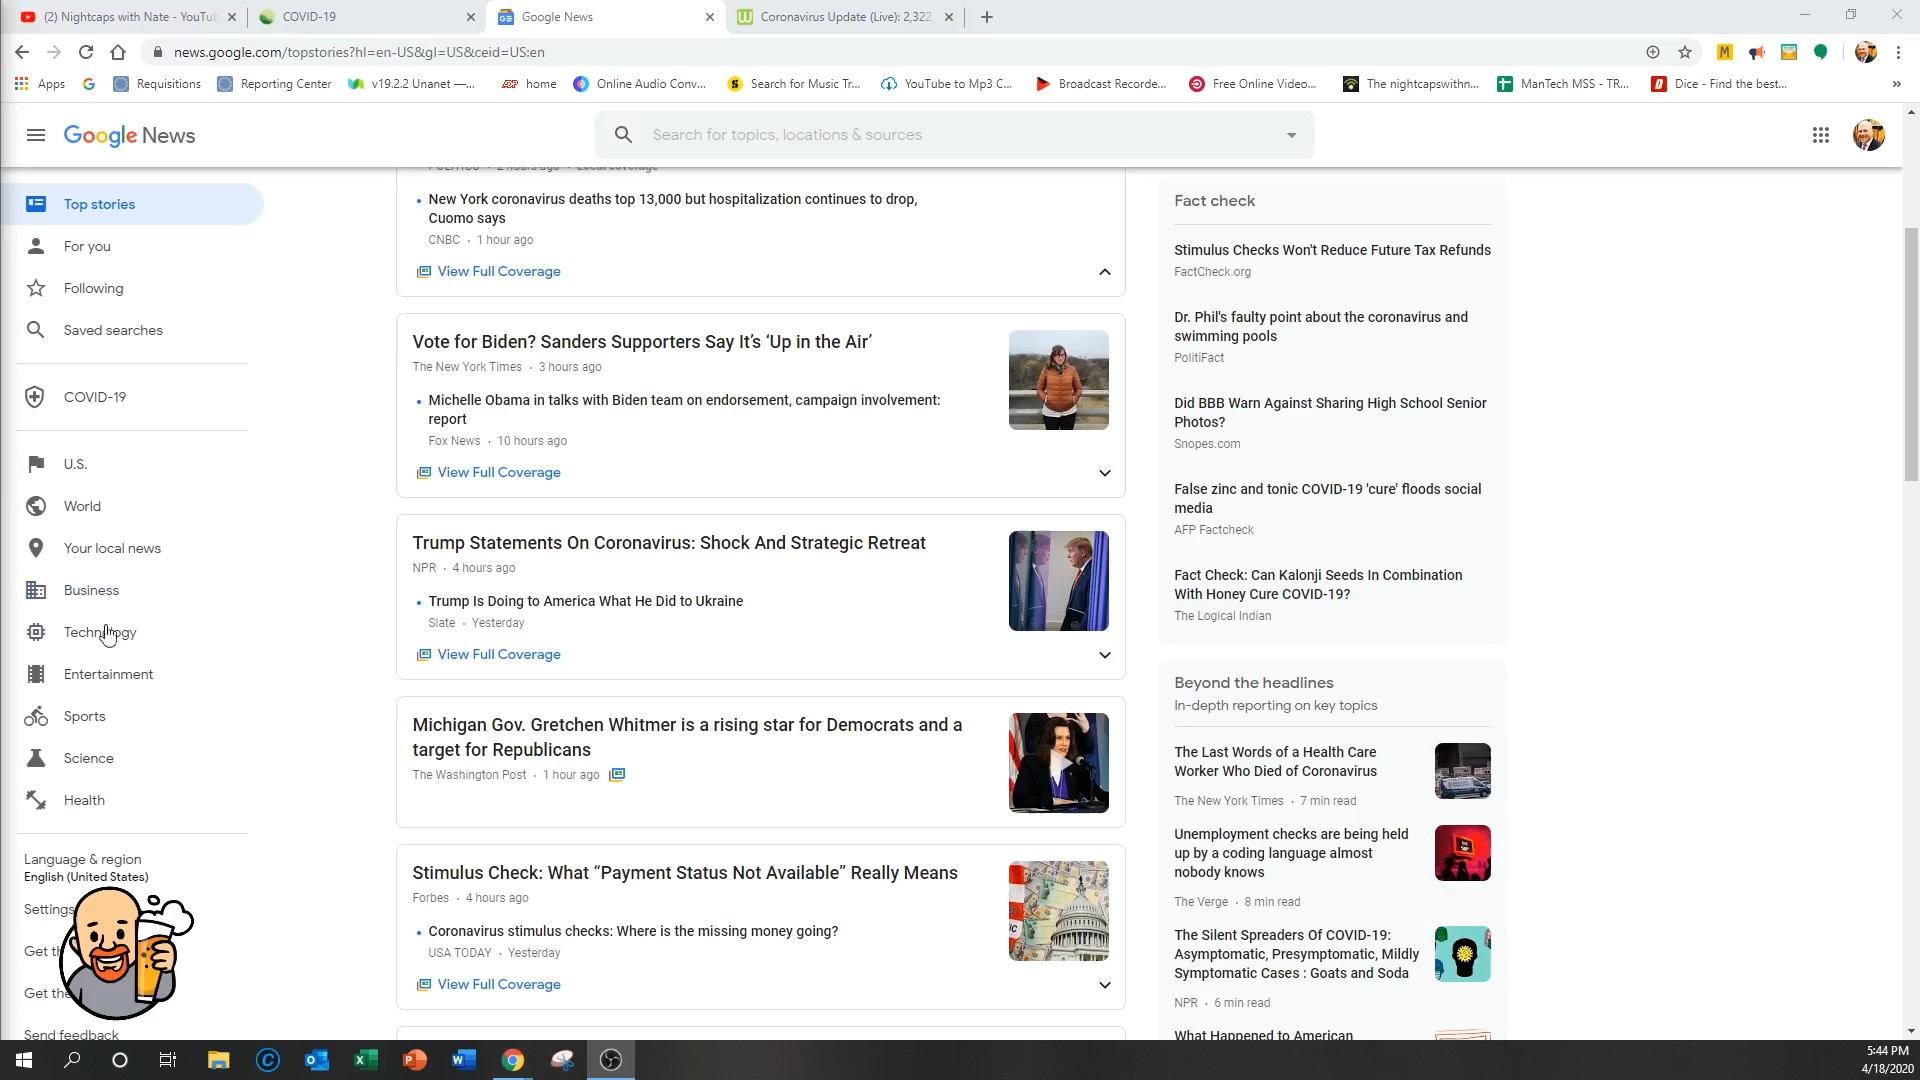 (2) Nightcaps with Nate - YouTu
COVID-19
Google News
Coronavirus Update (Live): 2,322,
news.google.com/topstories?hl=en-US&gl=US&ceid=US:en
Apps
Requisitions
Reporting Center
v19.2.2 Unanet —...
home
Online Audio Conv...
Search for Music Tr...
YouTube to Mp3 C...
Broadcast Recorde...
Free Online Video...
The nightcapswithn...
ManTech MSS - TR...
Dice - Find the best...
Google News
Search for topics, locations & sources
Top stories
For you
Following
Saved searches
COVID-19
U.S.
World
Your local news
Business
Technology
Entertainment
Sports
Science
Health
Language & region
English (United States)
Settings
Get th
Get the
Send feedback
POLITICO · 2 hours ago · Local coverage
New York coronavirus deaths top 13,000 but hospitalization continues to drop,
Cuomo says
CNBC · 1 hour ago
View Full Coverage
Vote for Biden? Sanders Supporters Say It’s ‘Up in the Air’
The New York Times · 3 hours ago
Michelle Obama in talks with Biden team on endorsement, campaign involvement:
report
Fox News · 10 hours ago
View Full Coverage
Trump Statements On Coronavirus: Shock And Strategic Retreat
NPR · 4 hours ago
Trump Is Doing to America What He Did to Ukraine
Slate · Yesterday
View Full Coverage
Michigan Gov. Gretchen Whitmer is a rising star for Democrats and a
target for Republicans
The Washington Post · 1 hour ago
Stimulus Check: What “Payment Status Not Available” Really Means
Forbes · 4 hours ago
Coronavirus stimulus checks: Where is the missing money going?
USA TODAY · Yesterday
View Full Coverage
Fact check
Stimulus Checks Won't Reduce Future Tax Refunds
FactCheck.org
Dr. Phil's faulty point about the coronavirus and
swimming pools
PolitiFact
Did BBB Warn Against Sharing High School Senior
Photos?
Snopes.com
False zinc and tonic COVID-19 'cure' floods social
media
AFP Factcheck
Fact Check: Can Kalonji Seeds In Combination
With Honey Cure COVID-19?
The Logical Indian
Beyond the headlines
In-depth reporting on key topics
The Last Words of a Health Care
Worker Who Died of Coronavirus
The New York Times · 7 min read
Unemployment checks are being held
up by a coding language almost
nobody knows
The Verge · 8 min read
The Silent Spreaders Of COVID-19:
Asymptomatic, Presymptomatic, Mildly
Symptomatic Cases : Goats and Soda
NPR · 6 min read
What Happened to American
5:44 PM
4/18/2020